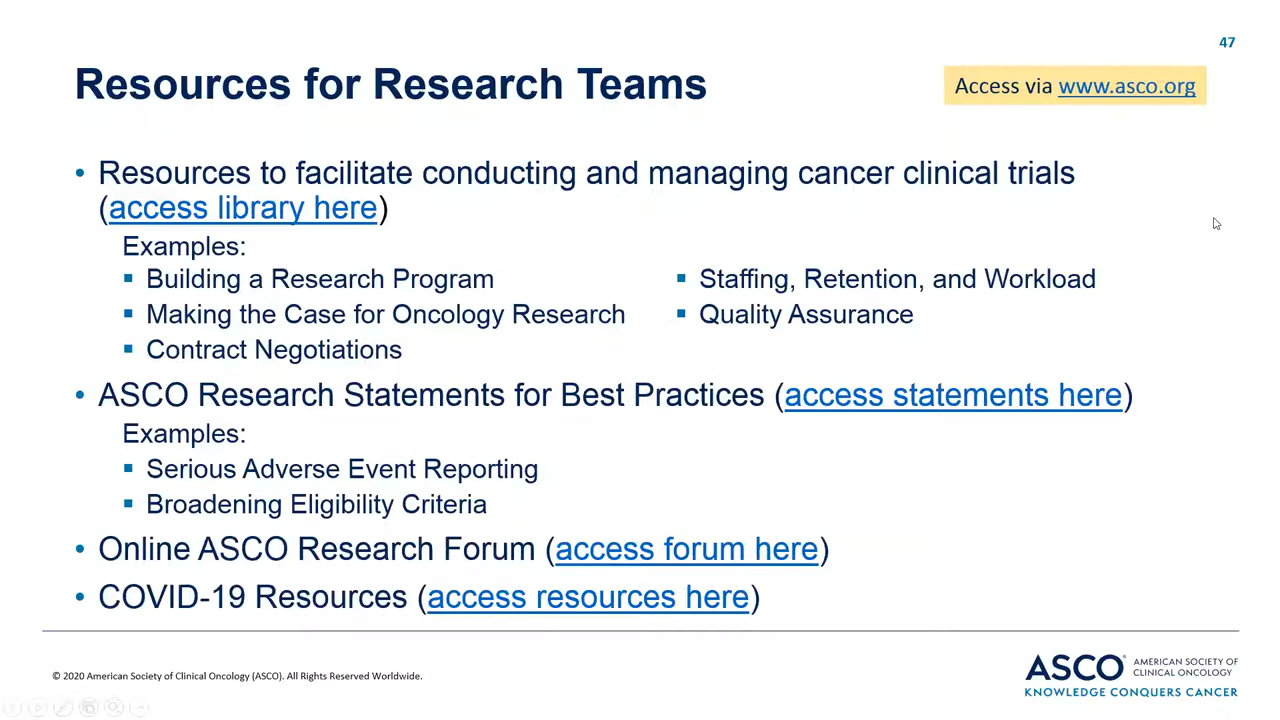 47
Resources for Research Teams
Access via www.asco.org
• Resources to facilitate conducting and managing cancer clinical trials
(access library here)
Examples:
▪ Building a Research Program
▪ Making the Case for Oncology Research
▪ Contract Negotiations
▪ Staffing, Retention, and Workload
▪ Quality Assurance
• ASCO Research Statements for Best Practices (access statements here)
Examples:
▪ Serious Adverse Event Reporting
▪ Broadening Eligibility Criteria
• Online ASCO Research Forum (access forum here)
• COVID-19 Resources (access resources here)
© 2020 American Society of Clinical Oncology (ASCO). All Rights Reserved Worldwide.
ASCO® AMERICAN SOCIETY OF
CLINICAL ONCOLOGY
KNOWLEDGE CONQUERS CANCER